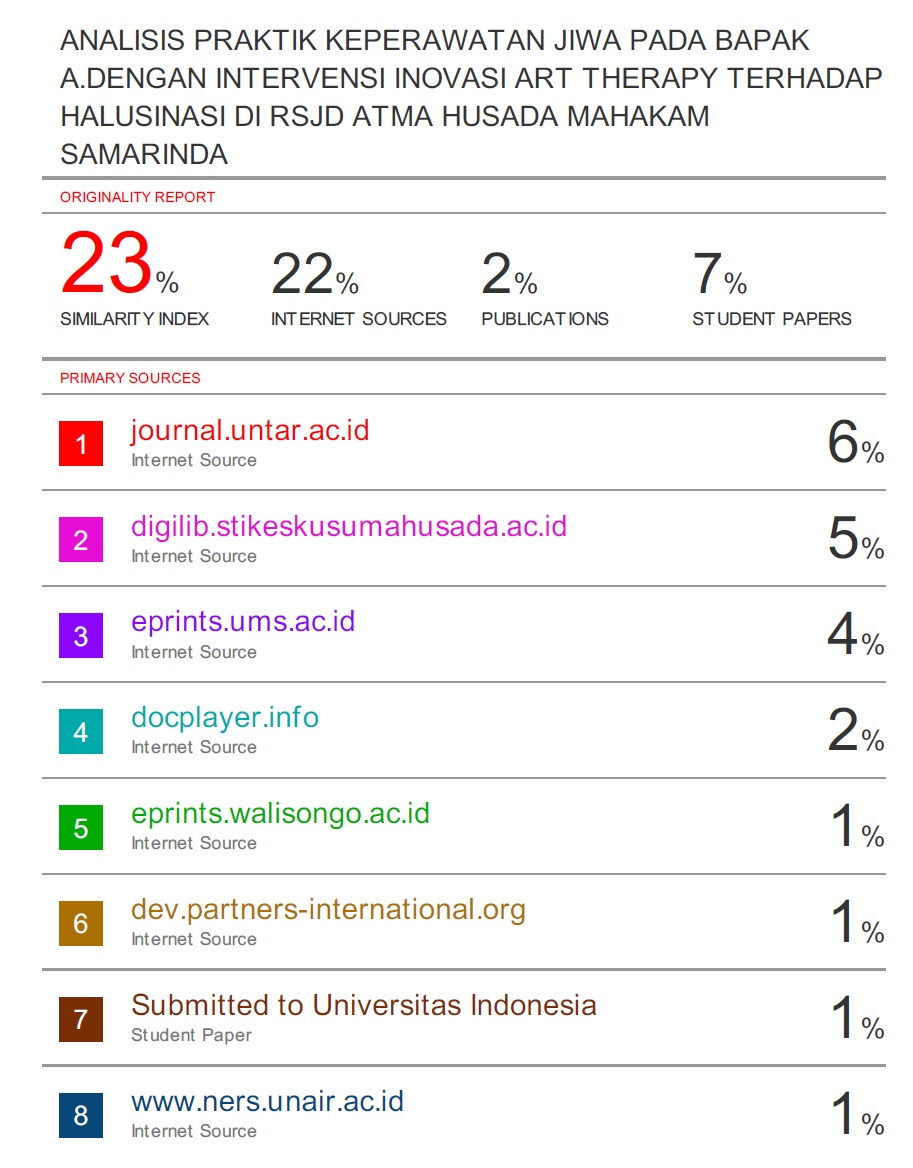 ANALISIS PRAKTIK KEPERAWATAN JIWA PADA BAPAK
A.DENGAN INTERVENSI INOVASI ART THERAPY TERHADAP
HALUSINASI DI RSJD ATMA HUSADA MAHAKAM
SAMARINDA
ORIGINALITY REPORT
23% 22% 2% 7%
SIMILARITY INDEX INTERNET SOURCES PUBLICATIONS STUDENT PAPERS
PRIMARY SOURCES
1 journal.untar.ac.id 6%
Internet Source
2 digilib.stikeskusumahusada.ac.id 5%
Internet Source
3 eprints.ums.ac.id 4%
Internet Source
4 docplayer.info 2%
Internet Source
5 eprints.walisongo.ac.id 1%
Internet Source
6 dev.partners-international.org 1%
Internet Source
7 Submitted to Universitas Indonesia 1%
Student Paper
8 www.ners.unair.ac.id 1%
Internet Source